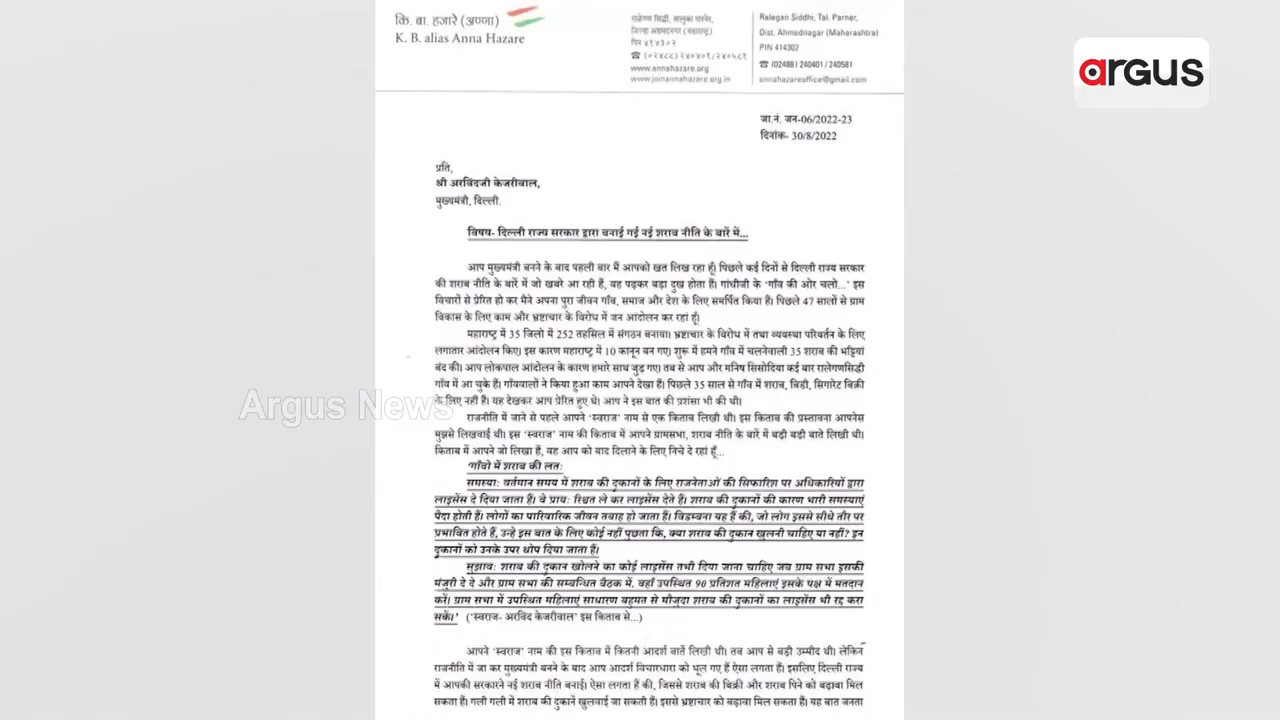 कि. बा. हजारे (अण्णा)
K. B. alias Anna Hazare
राळेगण सिद्धी, तालुका पारनेर,
जिल्हा अहमदनगर (महाराष्ट्र)
पिन ४१४३०२
☎ (०२४८८) २४०४०१/२४०५८१
www.annahazare.org
www.joinannahazare.org.in
Ralegan Siddhi, Tal. Parner,
Dist. Ahmednagar (Maharashtra)
PIN 414302
☎ (02488) 240401/ 240581
annahazareoffice@gmail.com
argus
जा.नं. जन-06/2022-23
दिनांक- 30/8/2022
प्रति,
श्री अरविंदजी केजरीवाल,
मुख्यमंत्री, दिल्ली.
विषय- दिल्ली राज्य सरकार द्वारा बनाई गई नई शराब नीति के बारें में...
आप मुख्यमंत्री बनने के बाद पहली बार मैं आपको खत लिख रहा हूँ। पिछले कई दिनों से दिल्ली राज्य सरकार
की शराब नीति के बारें में जो खबरे आ रही हैं, वह पढ़कर बड़ा दुख होता हैं। गांधीजी के 'गाँव की ओर चलो...' इस
विचारों से प्रेरित हो कर मैने अपना पुरा जीवन गाँव, समाज और देश के लिए समर्पित किया हैं। पिछले 47 सालों से ग्राम
विकास के लिए काम और भ्रष्टाचार के विरोध में जन आंदोलन कर रहां हूँ।
महाराष्ट्र में 35 जिलो में 252 तहसिल में संगठन बनाया। भ्रष्टाचार के विरोध में तथा व्यवस्था परिवर्तन के लिए
लगातार आंदोलन किए। इस कारण महाराष्ट्र में 10 कानून बन गए। शुरू में हमने गाँव में चलनेवाली 35 शराब की भट्टियां
बंद की। आप लोकपाल आंदोलन के कारण हमारे साथ जुड़ गए। तब से आप और मनिष सिसोदिया कई बार रालेगणसिद्धी
गाँव में आ चुके हैं। गाँववालों ने किया हुआ काम आपने देखा हैं। पिछले 35 साल से गाँव में शराब, बिडी, सिगारेट बिक्री
के लिए नहीं हैं। यह देखकर आप प्रेरित हुए थे। आप ने इस बात की प्रशंसा भी की थी।
Argus News
राजनीति में जाने से पहले आपने 'स्वराज' नाम से एक किताब लिखी थी। इस किताब की प्रस्तावना आपनेस
मुझसे लिखवाई थी। इस 'स्वराज' नाम की किताब में आपने ग्रामसभा, शराब नीति के बारें में बड़ी बड़ी बाते लिखी थी।
किताब में आपने जो लिखा हैं, वह आप को याद दिलाने के लिए निचे दे रहां हूँ...
'गाँवो में शराब की लतः
समस्याः वर्तमान समय में शराब की दुकानों के लिए राजनेताओं की सिफारिश पर अधिकारियों द्वारा
लाइसेंस दे दिया जाता हैं। वे प्रायः रिश्वत ले कर लाइसेंस देते हैं। शराब की दुकानों की कारण भारी समस्याएं
पैदा होती हैं। लोगों का पारिवारिक जीवन तवाह हो जाता हैं। विडम्बना यह हैं की, जो लोग इससे सीधे तौर पर
प्रभावित होते हैं, उन्हे इस बात के लिए कोई नहीं पुछता कि, क्या शराब की दुकान खुलनी चाहिए या नहीं? इन
दुकानों को उनके उपर थोप दिया जाता हैं।
सुझावः शराब की दुकान खोलने का कोई लाइसेंस तभी दिया जाना चाहिए जब ग्राम सभा इसकी
मंजुरी दे दे और ग्राम सभा की सम्बन्धित बैठक में, वहाँ उपस्थित 90 प्रतिशत महिलाएं इसके पक्ष में मतदान
करें। ग्राम सभा में उपस्थित महिलाएं साधारण बहुमत से मौजुदा शराब की दुकानों का लाइसेंस भी रद्द करा
सकें।' ('स्वराज- अरविंद केजरीवाल' इस किताब से...)
आपने 'स्वराज' नाम की इस किताब में कितनी आदर्श बातें लिखी थी। तब आप से बड़ी उम्मीद थी। लेकिन
राजनीति में जा कर मुख्यमंत्री बनने के बाद आप आदर्श विचारधारा को भूल गए हैं ऐसा लगता हैं। इसलिए दिल्ली राज्य
में आपकी सरकारने नई शराब नीति बनाई। ऐसा लगता हैं की, जिससे शराब की बिक्री और शराब पिने को बढ़ावा मिल
सकता हैं। गली गली में शराब की दुकानें खुलवाई जा सकती हैं। इससे भ्रष्टाचार को बढ़ावा मिल सकता हैं। यह बात जनता